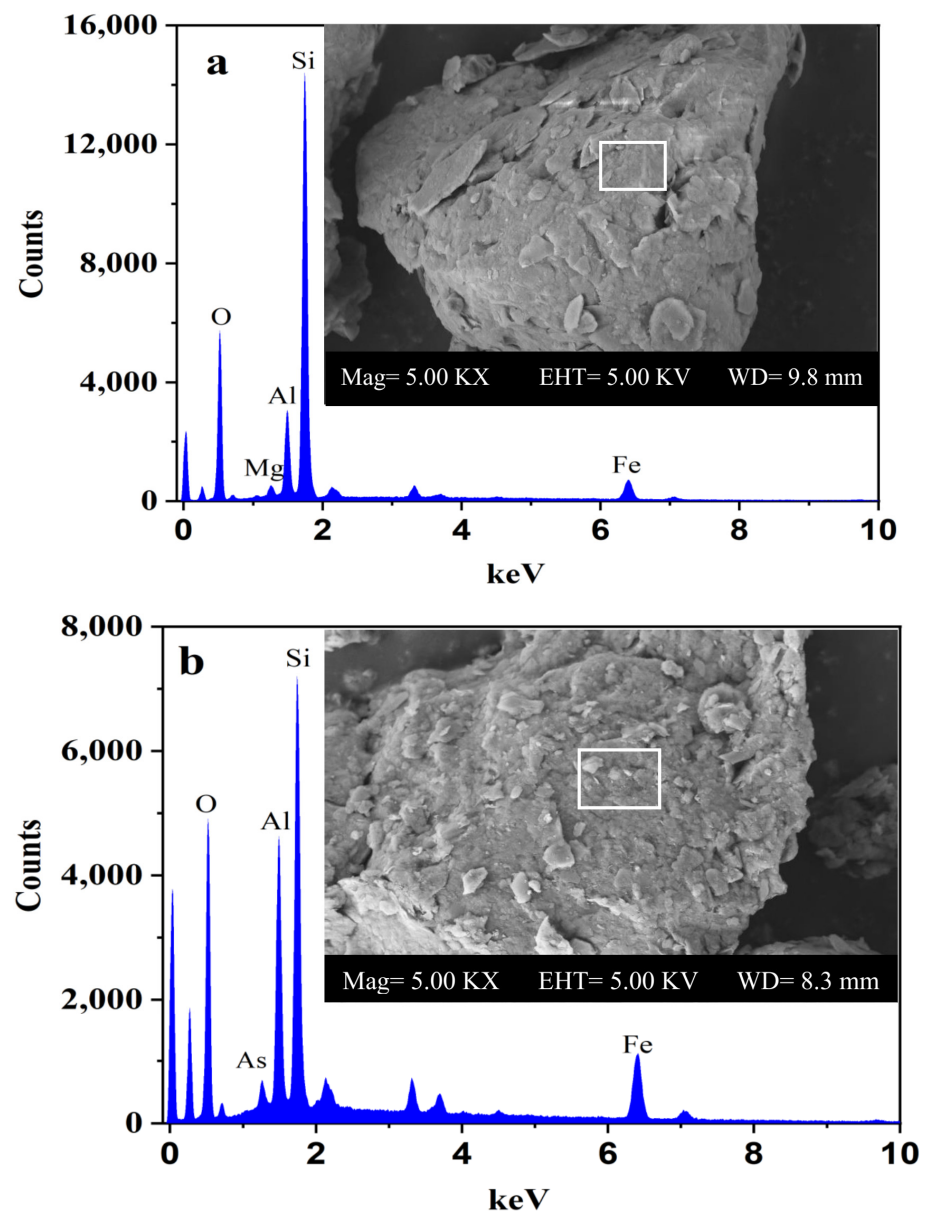 16,000
a
Si
12,000
Counts
8,000
O
4,000
Al
Mg
Fe
0
Mag= 5.00 KX EHT= 5.00 KV WD= 9.8 mm
0 2 4 6 8 10
keV
8,000
b
Si
6,000
O
Al
Counts
4,000
2,000
As
Fe
0
Mag= 5.00 KX EHT= 5.00 KV WD= 8.3 mm
0 2 4 6 8 10
keV